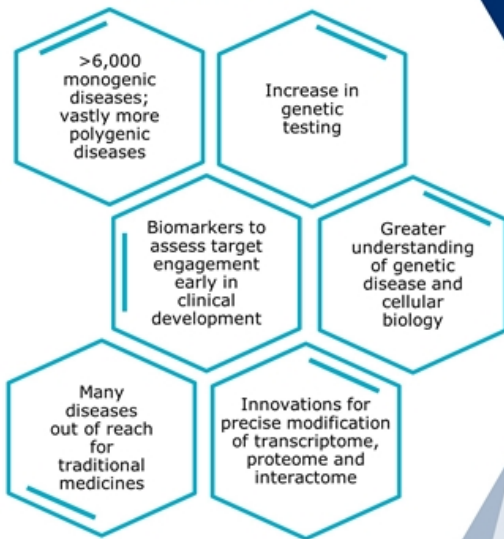 >6,000
monogenic
diseases;
vastly more
polygenic
diseases
Increase in
genetic
testing
Biomarkers to
assess target
engagement
early in
clinical
development
Greater
understanding
of genetic
disease and
cellular
biology
Many
diseases
out of reach
for
traditional
medicines
Innovations for
precise modification
of transcriptome,
proteome and
interactome